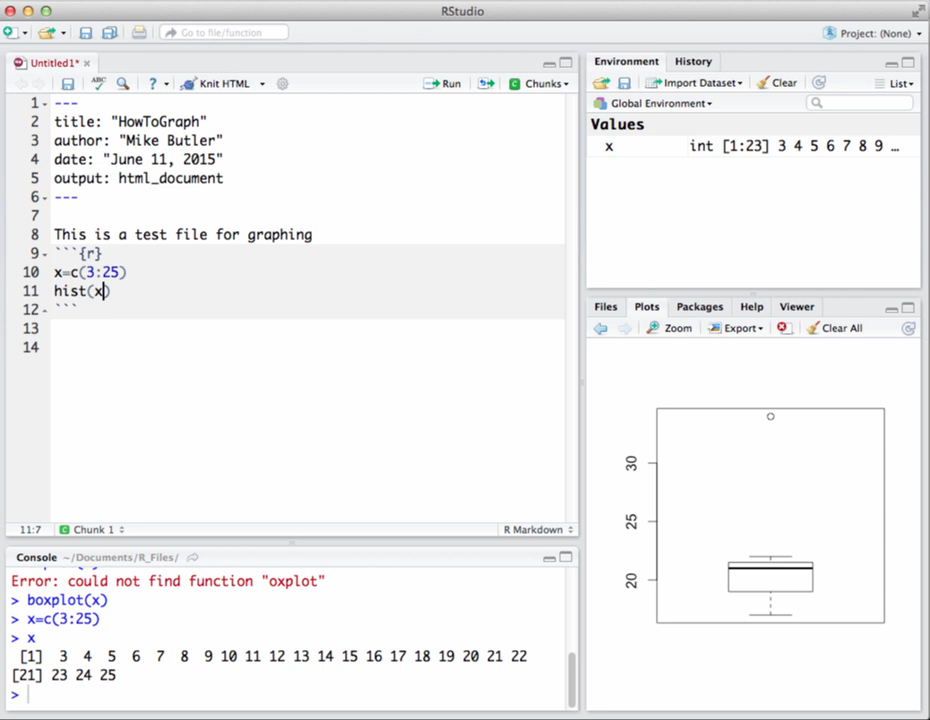 RStudio
Go to file/function
Project: (None)
Untitled1*
ABC
?
Knit HTML
Run
Chunks
1 ---
2 title: "HowToGraph"
3 author: "Mike Butler"
4 date: "June 11, 2015"
5 output: html_document
6 ---
7
8 This is a test file for graphing
9 ```{r}
10 x=c(3:25)
11 hist(x)
12 ```
13
14
11:7 C Chunk 1 R Markdown
Console ~/Documents/R_Files/
Error: could not find function "oxplot"
> boxplot(x)
> x=c(3:25)
> x
[1] 3 4 5 6 7 8 9 10 11 12 13 14 15 16 17 18 19 20 21 22
[21] 23 24 25
>
Environment History
Import Dataset Clear List
Global Environment
Values
x int [1:23] 3 4 5 6 7 8 9 …
Files Plots Packages Help Viewer
Zoom Export Clear All
30
25
20